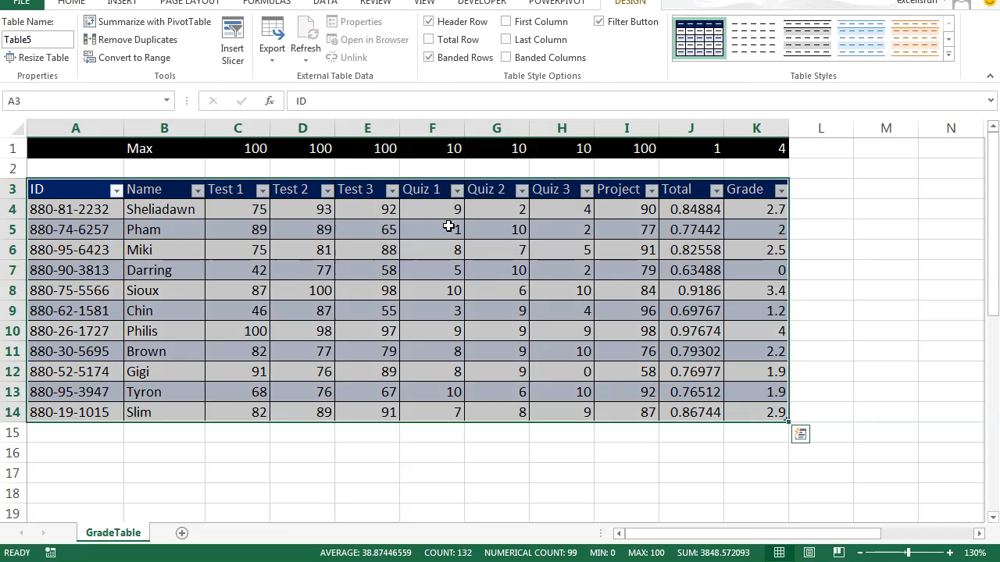 FILE HOME INSERT PAGE LAYOUT FORMULAS DATA REVIEW VIEW DEVELOPER POWERPIVOT DESIGN excelisfun
Table Name: Summarize with PivotTable Properties Header Row First Column Filter Button
Table5 Remove Duplicates Insert Slicer Export Refresh Open in Browser Total Row Last Column
Resize Table Convert to Range Unlink Banded Rows Banded Columns
Properties Tools External Table Data Table Style Options Table Styles
A3 fx ID
A B C D E F G H I J K L M N
1 Max 100 100 100 10 10 10 100 1 4
2
3 ID Name Test 1 Test 2 Test 3 Quiz 1 Quiz 2 Quiz 3 Project Total Grade
4 880-81-2232 Sheliadawn 75 93 92 9 2 4 90 0.84884 2.7
5 880-74-6257 Pham 89 89 65 1 10 2 77 0.77442 2
6 880-95-6423 Miki 75 81 88 8 7 5 91 0.82558 2.5
7 880-90-3813 Darring 42 77 58 5 10 2 79 0.63488 0
8 880-75-5566 Sioux 87 100 98 10 6 10 84 0.9186 3.4
9 880-62-1581 Chin 46 87 55 3 9 4 96 0.69767 1.2
10 880-26-1727 Philis 100 98 97 9 9 9 98 0.97674 4
11 880-30-5695 Brown 82 77 79 8 9 10 76 0.79302 2.2
12 880-52-5174 Gigi 91 76 89 8 9 0 58 0.76977 1.9
13 880-95-3947 Tyron 68 76 67 10 6 10 92 0.76512 1.9
14 880-19-1015 Slim 82 89 91 7 8 9 87 0.86744 2.9
15
16
17
18
19
GradeTable
READY AVERAGE: 38.87446559 COUNT: 132 NUMERICAL COUNT: 99 MIN: 0 MAX: 100 SUM: 3848.572093 130%